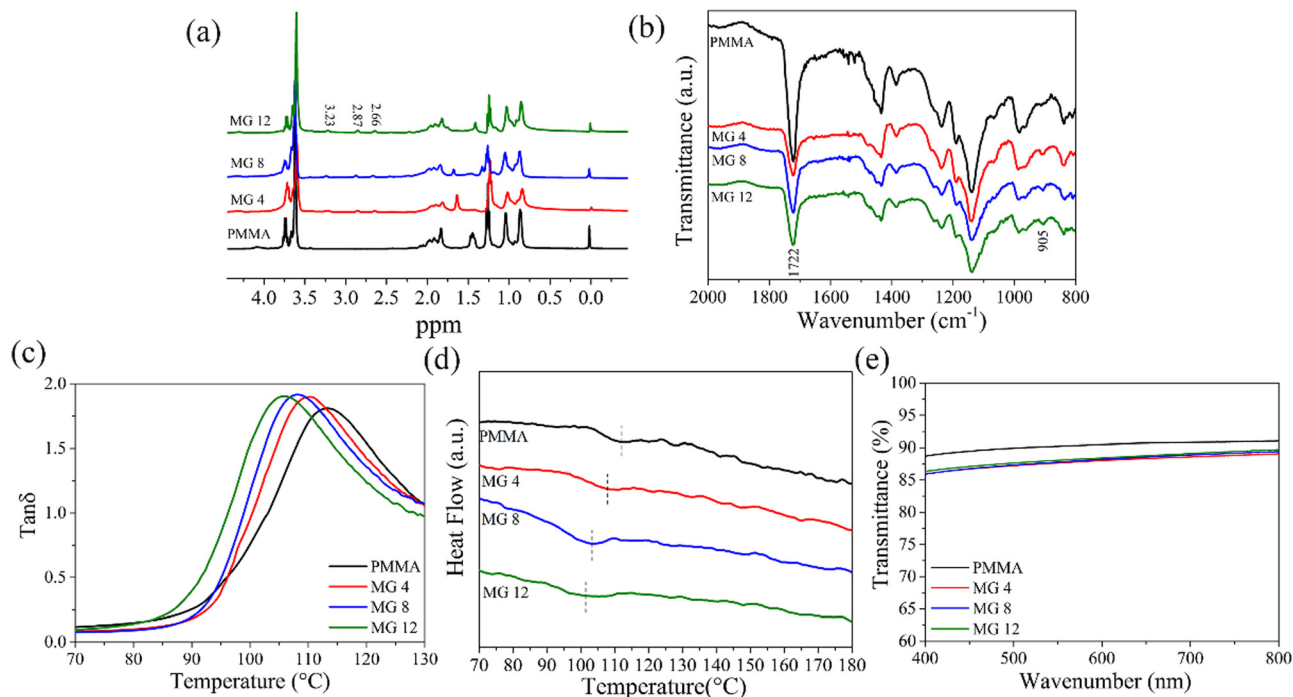 (a)
MG 12
3.23
2.87
2.66
MG 8
MG 4
PMMA
4.0 3.5 3.0 2.5 2.0 1.5 1.0 0.5 0.0
ppm
(b)
PMMA
MG 4
MG 8
MG 12
1722
905
Transmittance (a.u.)
2000 1800 1600 1400 1200 1000 800
Wavenumber (cm⁻¹)
(c)
2.0
1.5
1.0
0.5
0.0
Tanδ
PMMA
MG 4
MG 8
MG 12
70 80 90 100 110 120 130
Temperature (°C)
(d)
Heat Flow (a.u.)
PMMA
MG 4
MG 8
MG 12
70 80 90 100 110 120 130 140 150 160 170 180
Temperature(°C)
(e)
100
95
90
85
80
75
70
65
60
Transmittance (%)
PMMA
MG 4
MG 8
MG 12
400 500 600 700 800
Wavenumber (nm)